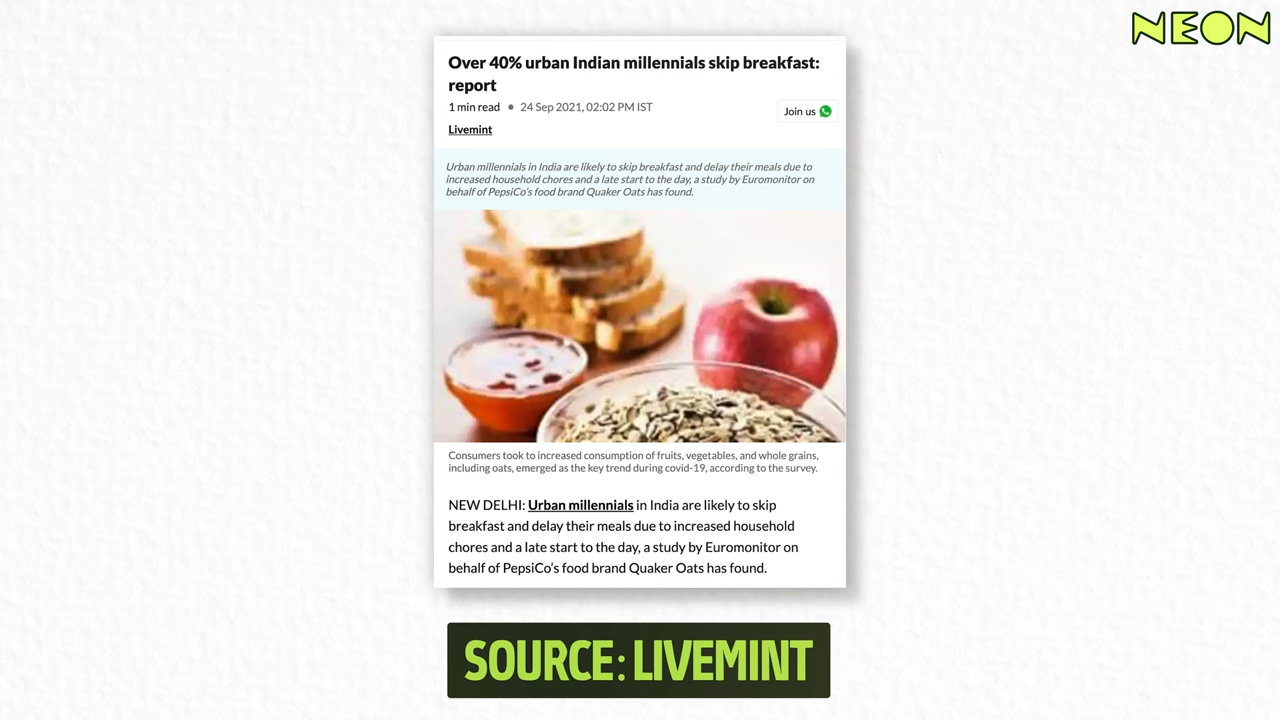 NEON
Over 40% urban Indian millennials skip breakfast:
report
1 min read • 24 Sep 2021, 02:02 PM IST
Join us
Livemint
Urban millennials in India are likely to skip breakfast and delay their meals due to
increased household chores and a late start to the day, a study by Euromonitor on
behalf of PepsiCo's food brand Quaker Oats has found.
Consumers took to increased consumption of fruits, vegetables, and whole grains,
including oats, emerged as the key trend during covid-19, according to the survey.
NEW DELHI: Urban millennials in India are likely to skip
breakfast and delay their meals due to increased household
chores and a late start to the day, a study by Euromonitor on
behalf of PepsiCo's food brand Quaker Oats has found.
SOURCE: LIVEMINT